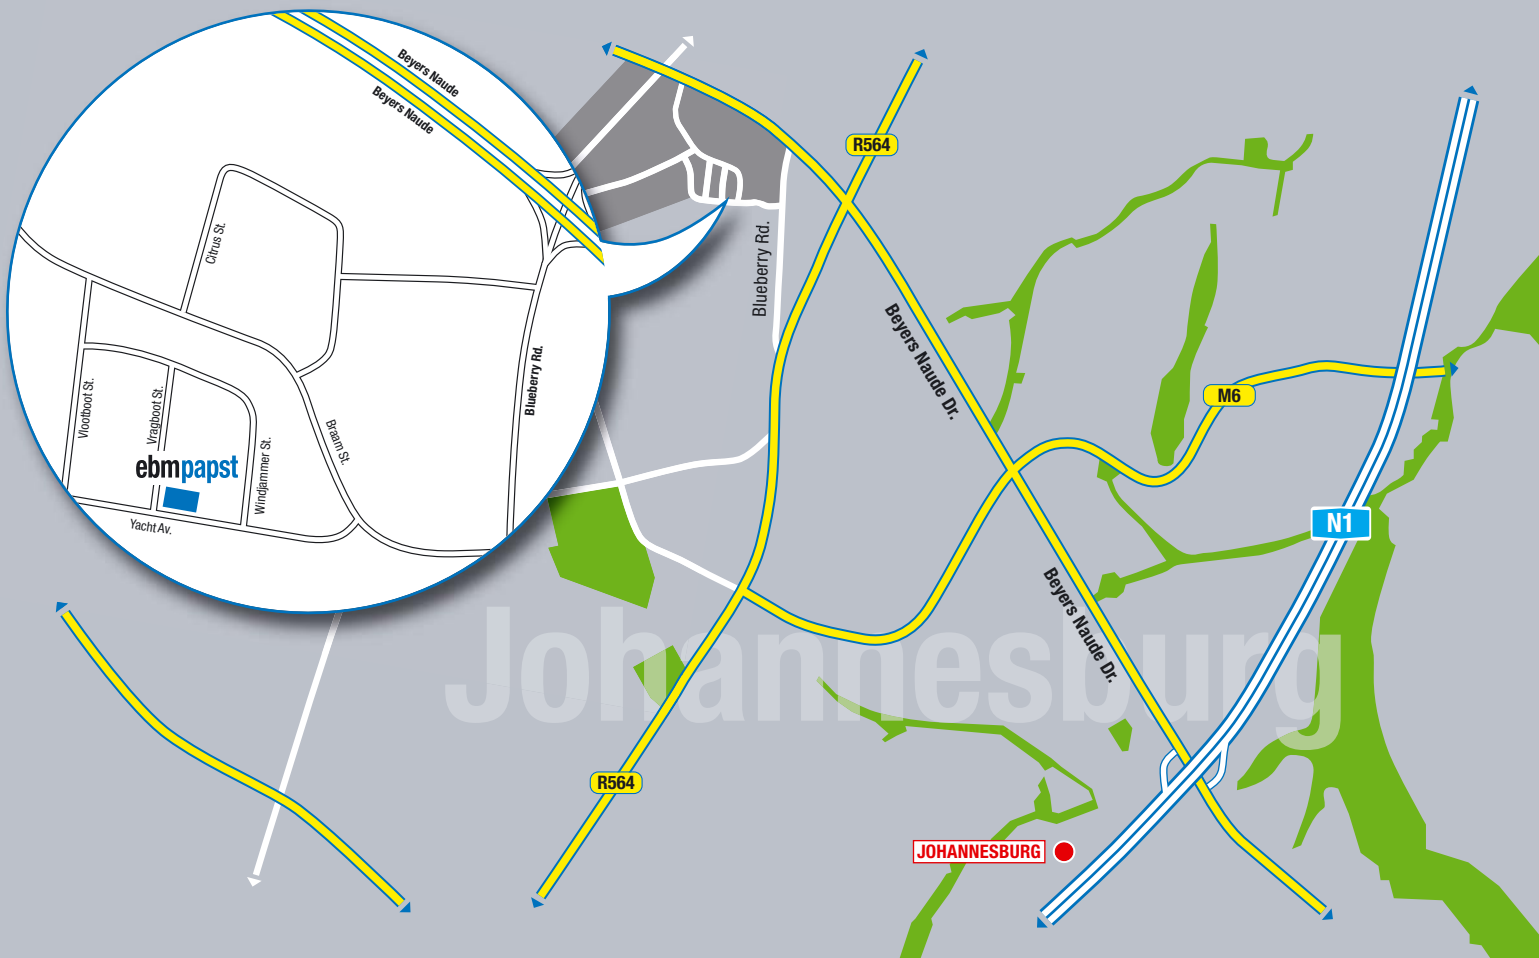 Beyers Naude
Beyers Naude
Citrus St.
Vlootboot St.
Vragboot St.
Windjammer St.
Braam St.
Blueberry Rd.
ebmpapst
Yacht Av.
Blueberry Rd.
R564
Beyers Naude Dr.
M6
N1
Beyers Naude Dr.
Johannesburg
R564
JOHANNESBURG